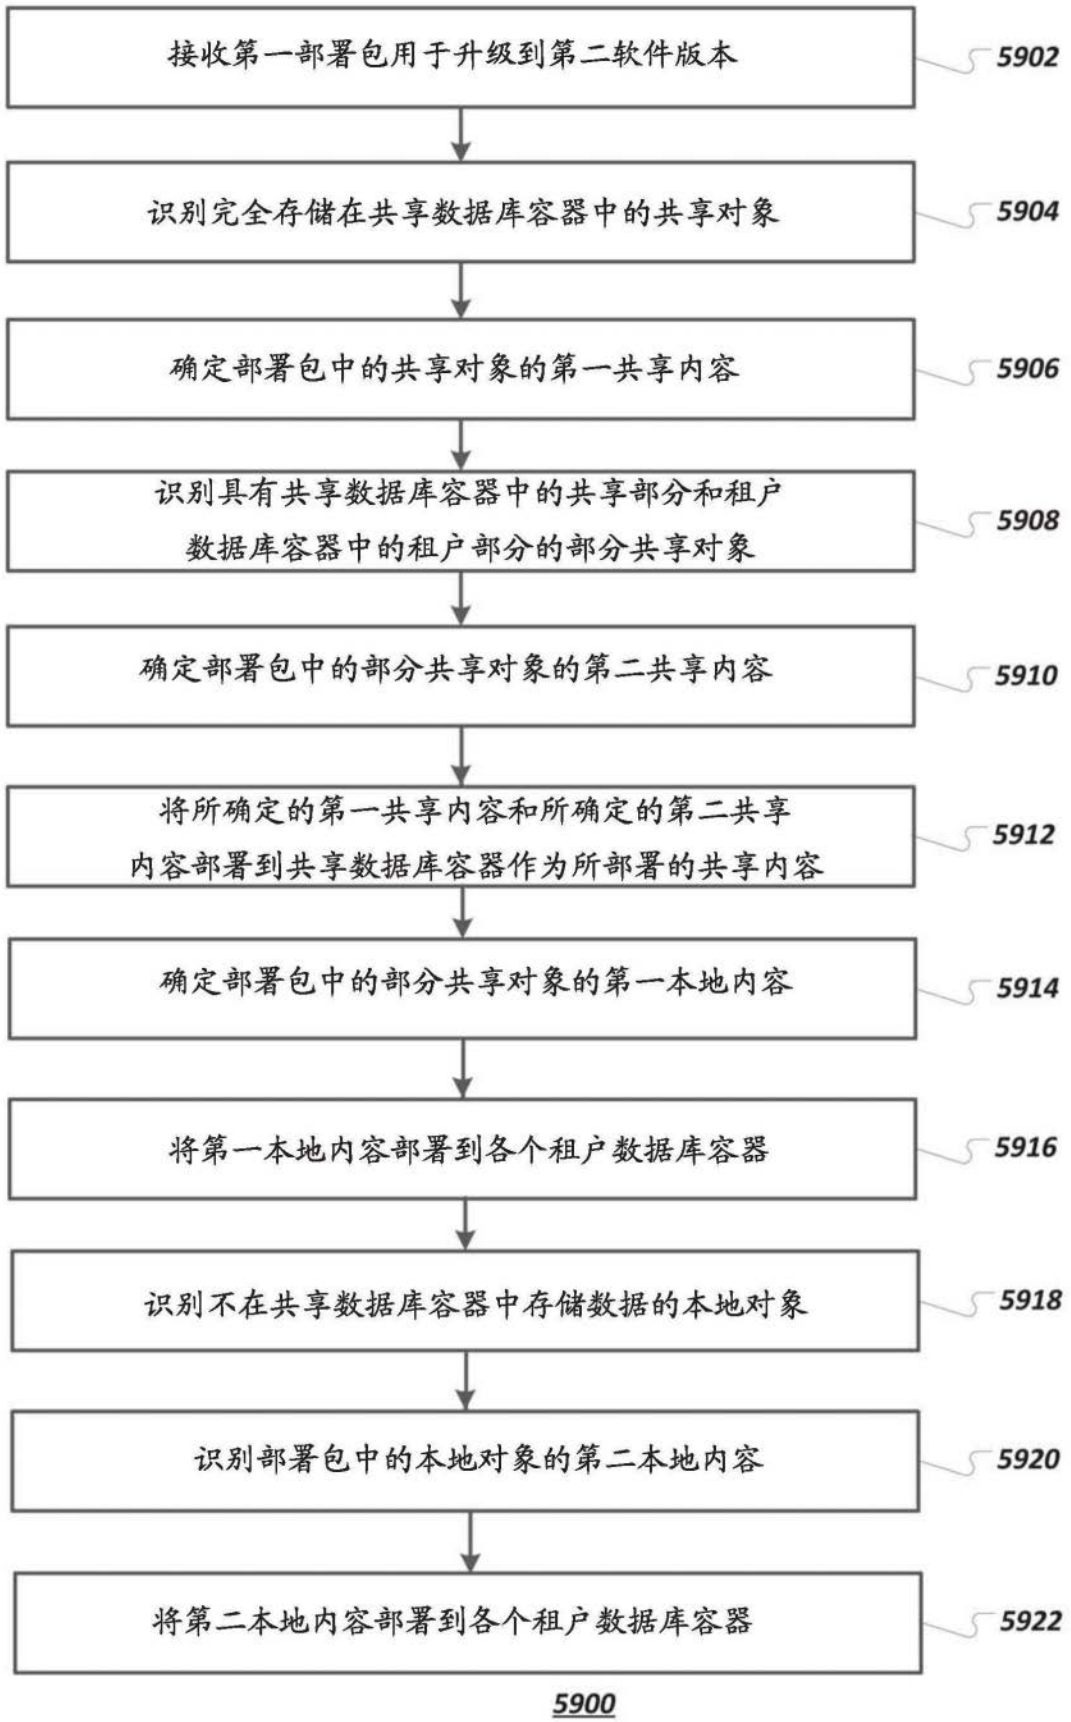 接收第一部署包用于升级到第二软件版本
5902
识别完全存储在共享数据库容器中的共享对象
5904
确定部署包中的共享对象的第一共享内容
5906
识别具有共享数据库容器中的共享部分和租户
数据库容器中的租户部分的部分共享对象
5908
确定部署包中的部分共享对象的第二共享内容
5910
将所确定的第一共享内容和所确定的第二共享
内容部署到共享数据库容器作为所部署的共享内容
5912
确定部署包中的部分共享对象的第一本地内容
5914
将第一本地内容部署到各个租户数据库容器
5916
识别不在共享数据库容器中存储数据的本地对象
5918
识别部署包中的本地对象的第二本地内容
5920
将第二本地内容部署到各个租户数据库容器
5922
5900